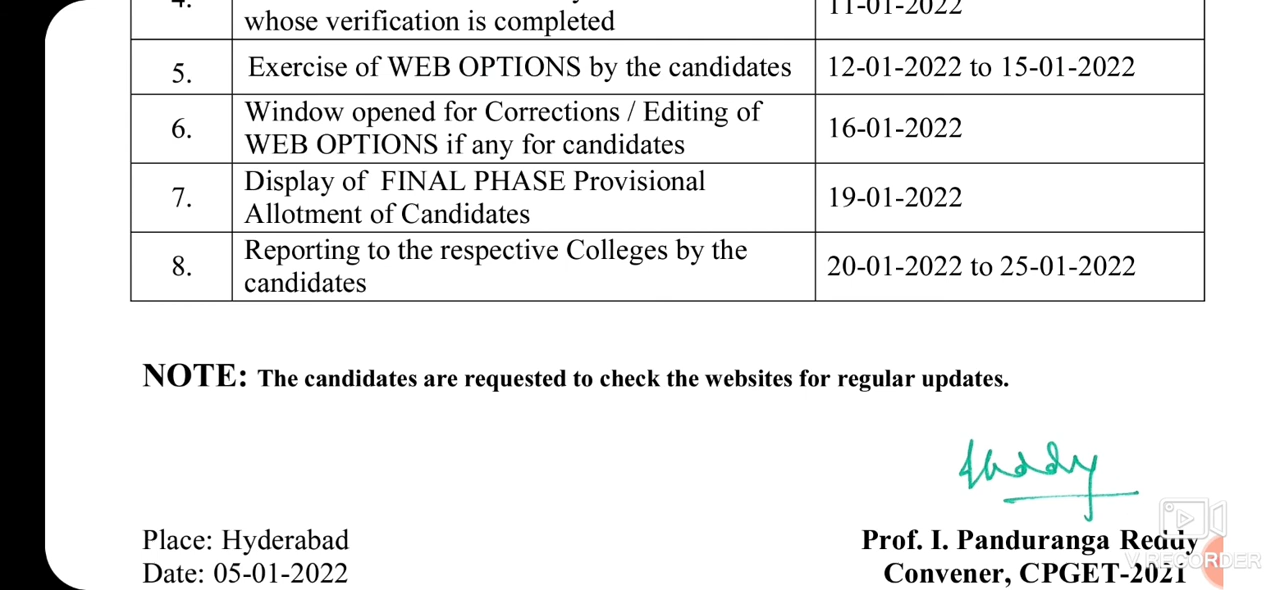 4.
whose verification is completed
11-01-2022
5. Exercise of WEB OPTIONS by the candidates 12-01-2022 to 15-01-2022
6. Window opened for Corrections / Editing of
WEB OPTIONS if any for candidates
16-01-2022
7. Display of FINAL PHASE Provisional
Allotment of Candidates
19-01-2022
8. Reporting to the respective Colleges by the
candidates
20-01-2022 to 25-01-2022
NOTE: The candidates are requested to check the websites for regular updates.
Reddy
Place: Hyderabad
Prof. I. Panduranga Reddy
Date: 05-01-2022
Convener, CPGET-2021
V RECORDER